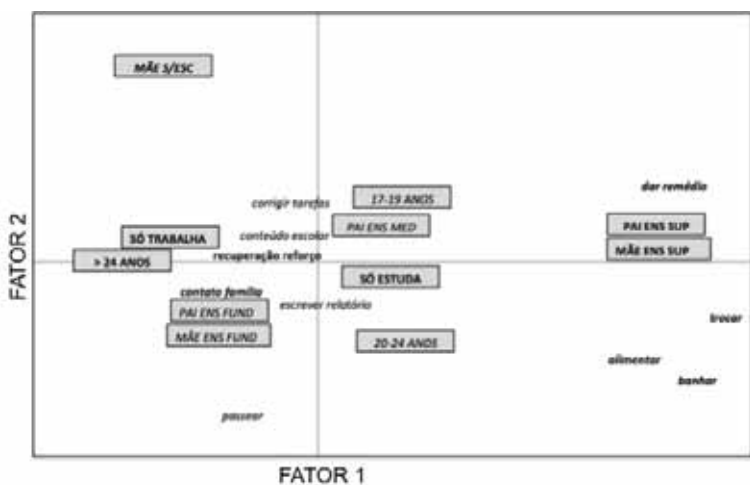 MÃE S/ESC
dar remédio
17-19 ANOS
corrigir tarefas
PAI ENS MED
PAI ENS SUP
conteúdo escolar
SÓ TRABALHA
MÃE ENS SUP
recuperação reforço
> 24 ANOS
SÓ ESTUDA
contato família
escrever relatório
PAI ENS FUND
trocar
MÃE ENS FUND
20-24 ANOS
alimentar
banhar
passear
FATOR 2
FATOR 1